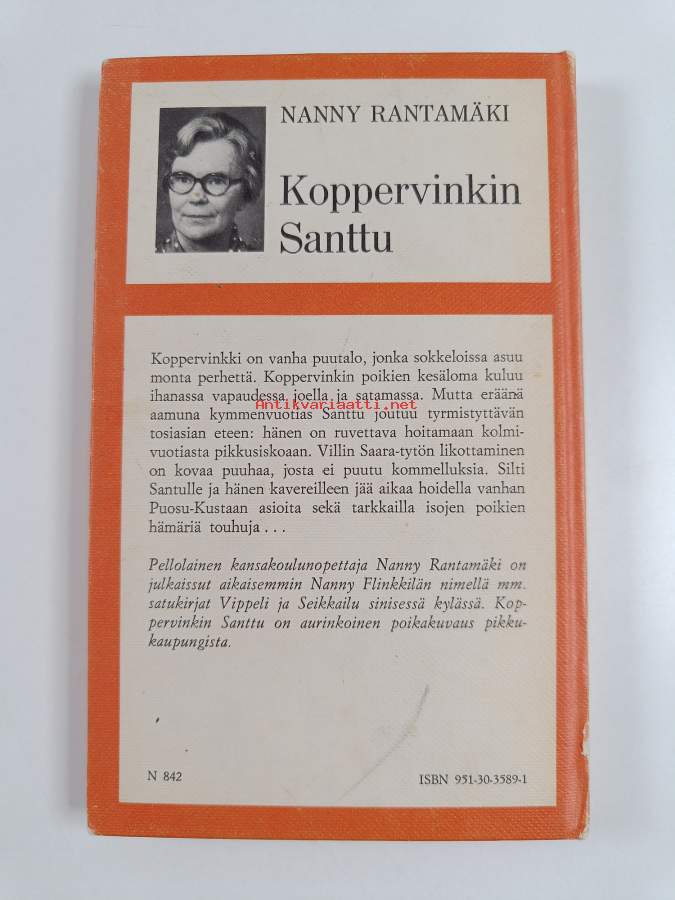 NANNY RANTAMÄKI
Koppervinkin
Santtu
Koppervinkki on vanha puutalo, jonka sokkeloissa asuu
monta perhettä. Koppervinkin poikien kesäloma kuluu
ihanassa vapaudessa joella ja satamassa. Mutta eräänä
Antikvariaatti.net
aamuna kymmenvuotias Santtu joutuu tyrmistyttävän
tosiasian eteen: hänen on ruvettava hoitamaan kolmi-
vuotiasta pikkusiskoaan. Villin Saara-tytön likottaminen
on kovaa puuhaa, josta ei puutu kommelluksia. Silti
Santulle ja hänen kavereilleen jää aikaa hoidella vanhan
Puosu-Kustaan asioita sekä tarkkailla isojen poikien
hämäriä touhuja . . .
Pellolainen kansakoulunopettaja Nanny Rantamäki on
julkaissut aikaisemmin Nanny Flinkkilän nimellä mm.
satukirjat Vippeli ja Seikkailu sinisessä kylässä. Kop-
pervinkin Santtu on aurinkoinen poikakuvaus pikku-
kaupungista.
N 842
ISBN 951-30-3589-1